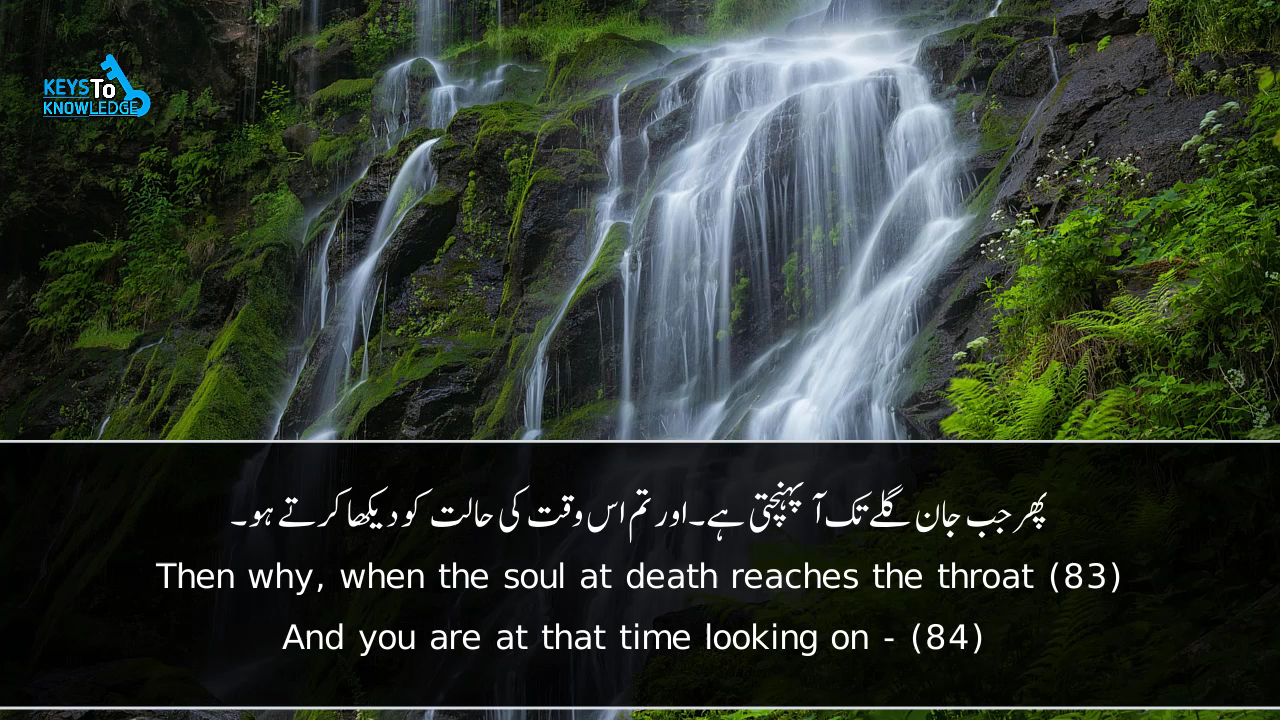 KEYSTo
KNOWLEDGE
پھر جب جان گلے تک آ پہنچتی ہے۔اور تم اس وقت کی حالت کو دیکھا کرتے ہو۔
Then why, when the soul at death reaches the throat (83)
And you are at that time looking on - (84)